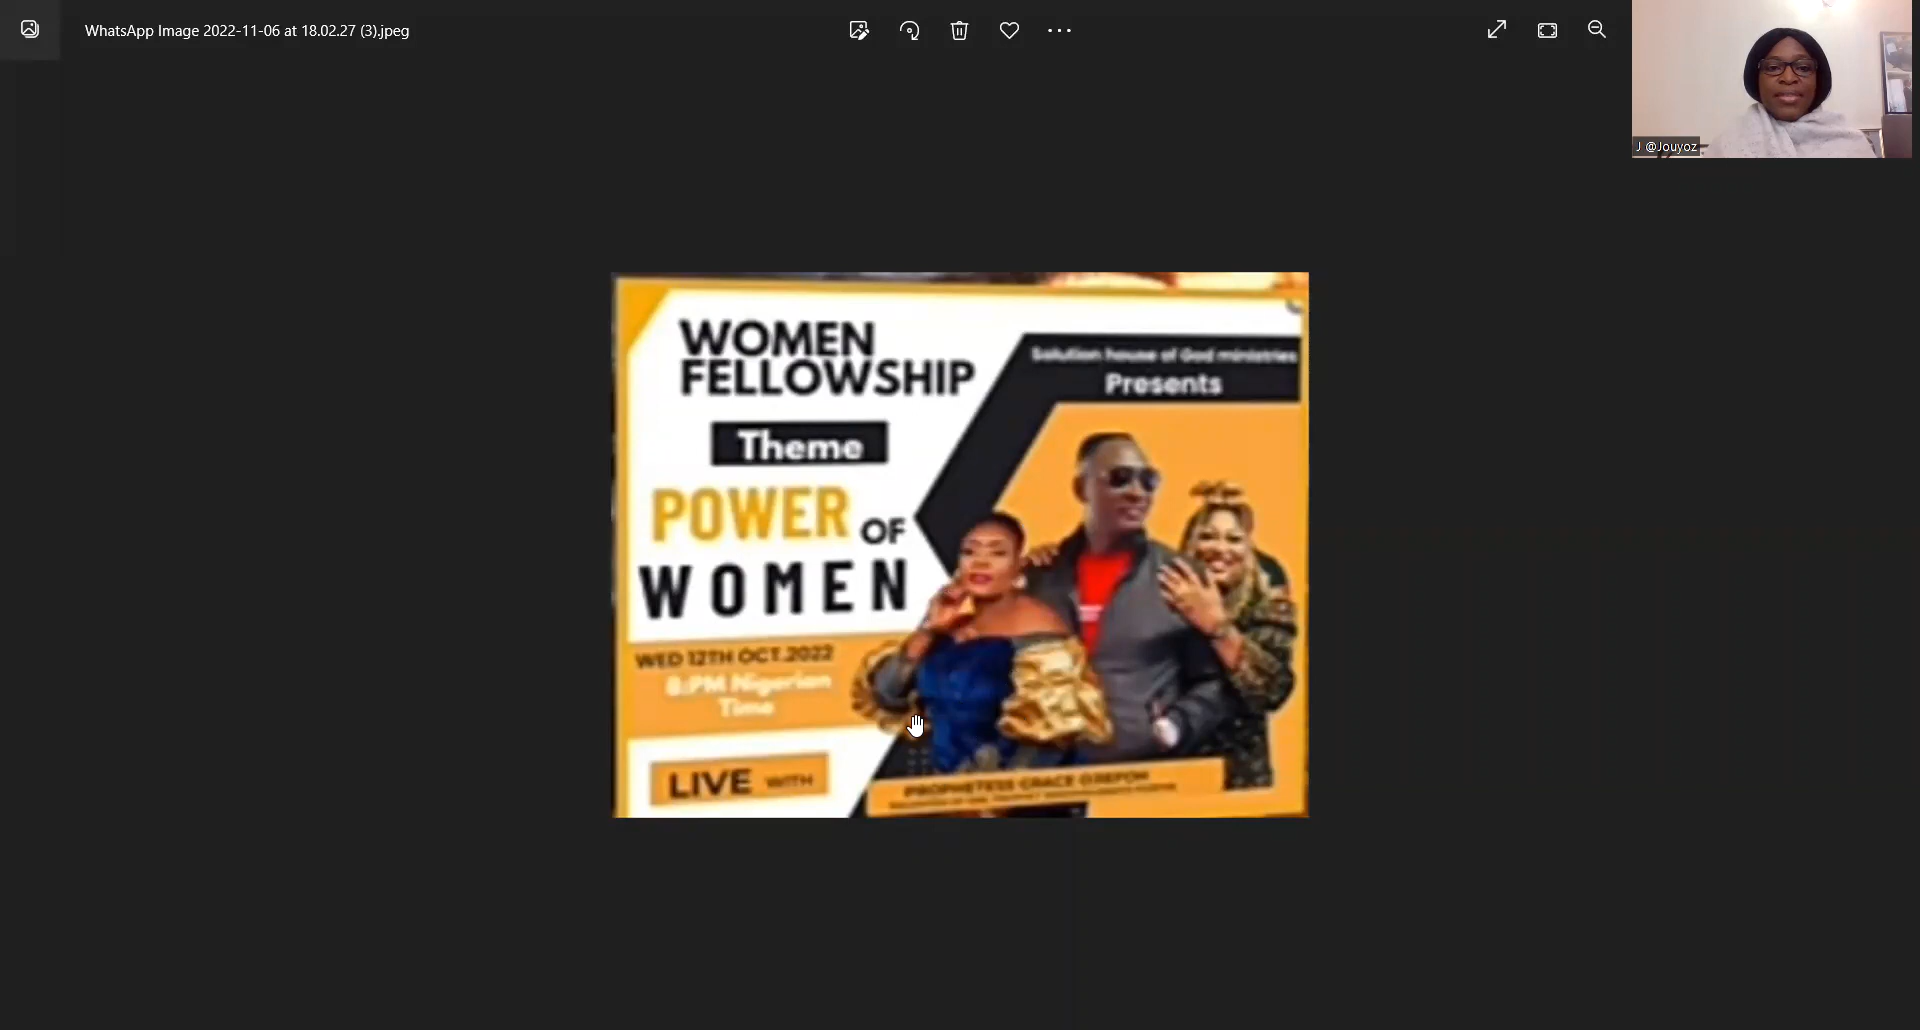 WhatsApp Image 2022-11-06 at 18.02.27 (3).jpeg
J @Jouyoz
WOMEN
FELLOWSHIP
Solution house of God ministries
Presents
Theme
POWER OF
WOMEN
WED 12TH OCT.2022
8:PM Nigerian
Time
LIVE WITH
PROPHETESS GRACE